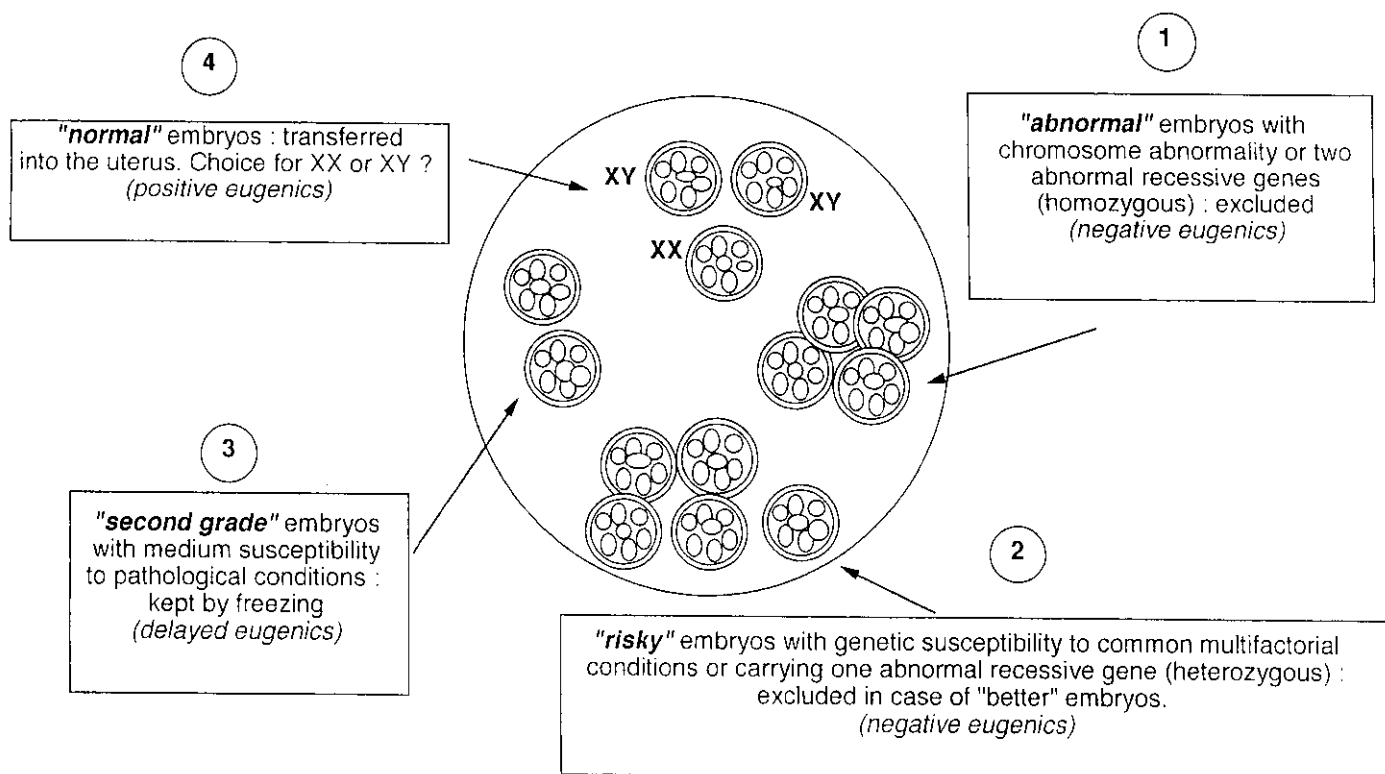 4
"normal" embryos : transferred
into the uterus. Choice for XX or XY ?
(positive eugenics)
1
"abnormal" embryos with
chromosome abnormality or two
abnormal recessive genes
(homozygous) : excluded
(negative eugenics)
XY
XY
XX
3
"second grade" embryos
with medium susceptibility
to pathological conditions :
kept by freezing
(delayed eugenics)
2
"risky" embryos with genetic susceptibility to common multifactorial
conditions or carrying one abnormal recessive gene (heterozygous) :
excluded in case of "better" embryos.
(negative eugenics)